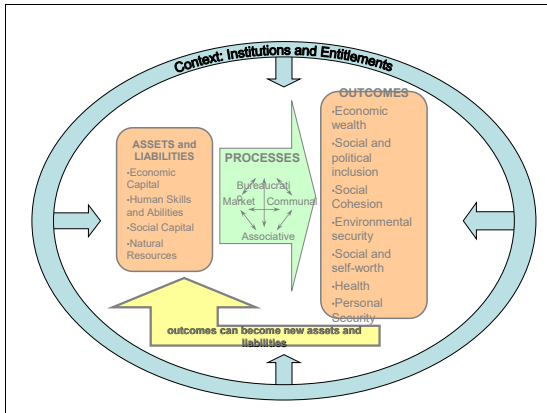 Context: Institutions and Entitlements
ASSETS and
LIABILITIES
•Economic
Capital
•Human Skills
and Abilities
•Social Capital
•Natural
Resources
PROCESSES
Bureaucrati
c
Market
Communal
Associative
OUTCOMES
•Economic
wealth
•Social and
political
inclusion
•Social
Cohesion
•Environmental
security
•Social and
self-worth
•Health
•Personal
Security
outcomes can become new assets and
liabilities